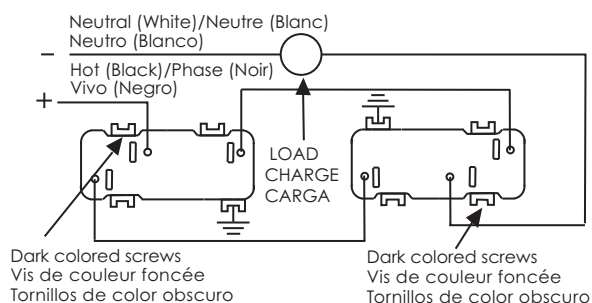 Neutral (White)/Neutre (Blanc)
Neutro (Blanco)
−
Hot (Black)/Phase (Noir)
Vivo (Negro)
+
LOAD
CHARGE
CARGA
Dark colored screws
Vis de couleur foncée
Tornillos de color obscuro
Dark colored screws
Vis de couleur foncée
Tornillos de color obscuro